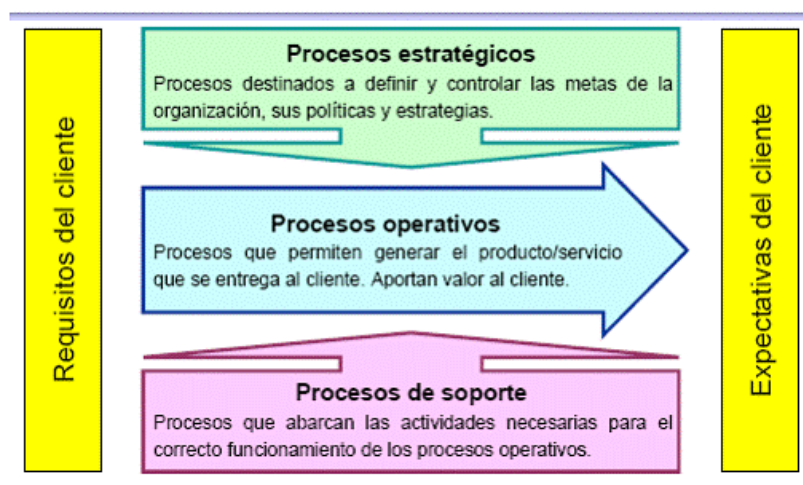 Requisitos del cliente
Procesos estratégicos
Procesos destinados a definir y controlar las metas de la
organización, sus políticas y estrategias.
Procesos operativos
Procesos que permiten generar el producto/servicio
que se entrega al cliente. Aportan valor al cliente.
Procesos de soporte
Procesos que abarcan las actividades necesarias para el
correcto funcionamiento de los procesos operativos.
Expectativas del cliente